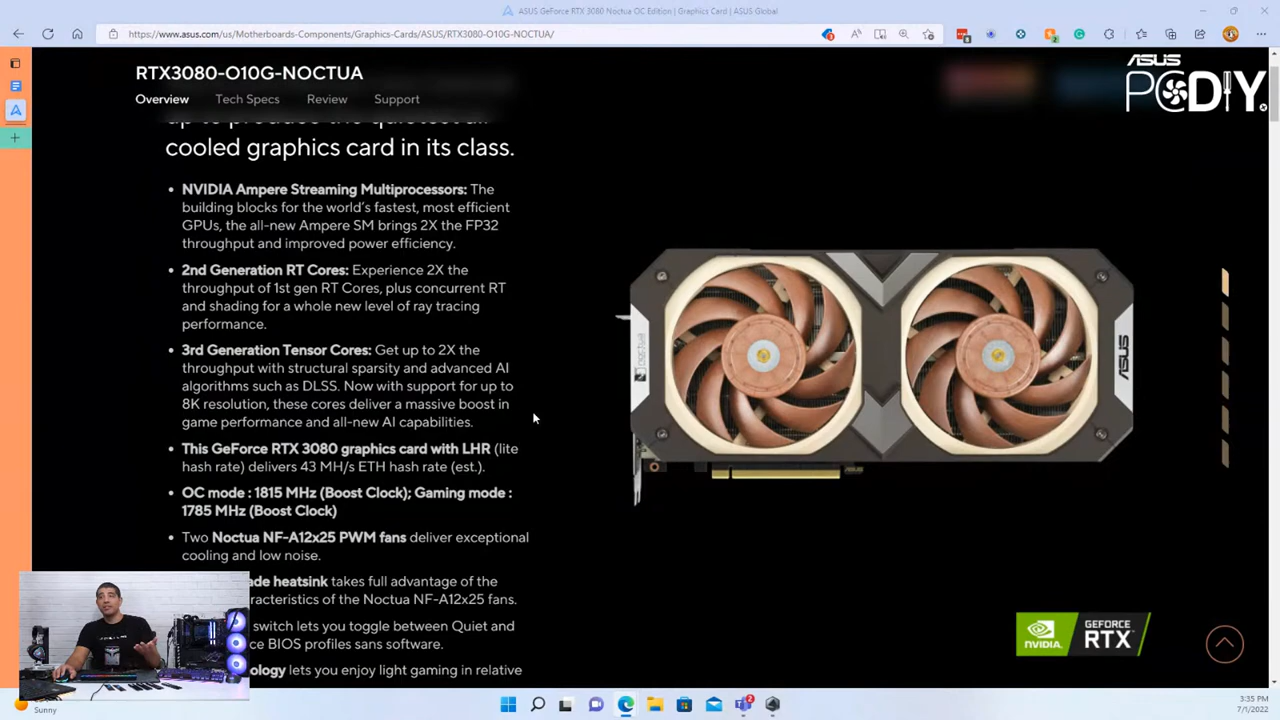 ASUS GeForce RTX 3080 Noctua OC Edition | Graphics Card | ASUS Global
https://www.asus.com/us/Motherboards-Components/Graphics-Cards/ASUS/RTX3080-O10G-NOCTUA/
ASUS
PCDIY
RTX3080-O10G-NOCTUA
Overview Tech Specs Review Support
up to produce the quietest air-
cooled graphics card in its class.
NVIDIA Ampere Streaming Multiprocessors: The
building blocks for the world's fastest, most efficient
GPUs, the all-new Ampere SM brings 2X the FP32
throughput and improved power efficiency.
2nd Generation RT Cores: Experience 2X the
throughput of 1st gen RT Cores, plus concurrent RT
and shading for a whole new level of ray tracing
performance.
3rd Generation Tensor Cores: Get up to 2X the
throughput with structural sparsity and advanced AI
algorithms such as DLSS. Now with support for up to
8K resolution, these cores deliver a massive boost in
game performance and all-new AI capabilities.
This GeForce RTX 3080 graphics card with LHR (lite
hash rate) delivers 43 MH/s ETH hash rate (est.).
OC mode : 1815 MHz (Boost Clock); Gaming mode :
1785 MHz (Boost Clock)
Two Noctua NF-A12x25 PWM fans deliver exceptional
cooling and low noise.
ade heatsink takes full advantage of the
racteristics of the Noctua NF-A12x25 fans.
switch lets you toggle between Quiet and
ce BIOS profiles sans software.
ology lets you enjoy light gaming in relative
noctua
ASUS
NVIDIA
GEFORCE
RTX
Sunny
3:35 PM
7/1/2022